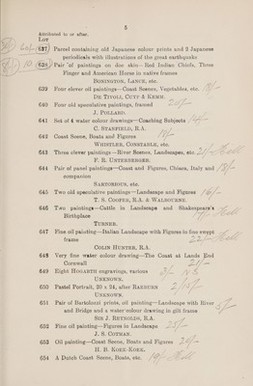 5
Attributed to or after.
Lot
637 Parcel containing old Japanese colour prints and 3 Japanese
periodicals with illustrations of the great earthquake
638 Pair of paintings on doe skin—Red Indian Chiefs, Three
Finger and American Horse in native frames
BONINGTON, LANCE, etc.
639 Four clever oil paintings—Coast Scenes, Vegetables, etc.
DE TIVOLI, CUYP & KEMM.
640 Four old speculative paintings, framed 20/-
J. POLLARD.
641 Set of 4 water colour drawings—Coaching Subjects
C. STANFIELD, R.A.
642 Coast Scene, Boats and Figures
WHISTLER, CONSTABLE, etc.
643 Three clever paintings—River Scenes, Landscapes, etc.
F. R. UNTERBERGER.
644 Pair of panel paintings—Coast and Figures, Chioza, Italy and
companion
SARTORIUS, etc.
645 Two old speculative paintings—Landscape and Figures 16/-
T. S. COOPER, R.A. & WALBOURNE.
646 Two paintings—Cattle in Landscape and Shakespeare's
Birthplace
TURNER.
647 Fine oil painting—Italian Landscape with Figures in fine swept
frame
COLIN HUNTER, R.A.
648 Very fine water colour drawing—The Coast at Lands End
Cornwall
649 Eight HOGARTH engravings, various
UNKNOWN.
650 Pastel Portrait, 20 x 24, after RAEBURN
UNKNOWN.
651 Pair of Bartolozzi prints, oil painting—Landscape with River
and Bridge and a water colour drawing in gilt frame
SIR J. REYNOLDS, R.A.
652 Fine oil painting—Figures in Landscape 25/-
J. S. COTMAN.
653 Oil painting—Coast Scene, Boats and Figures
H. B. KOEK-KOEK.
654 A Dutch Coast Scene, Boats, etc.